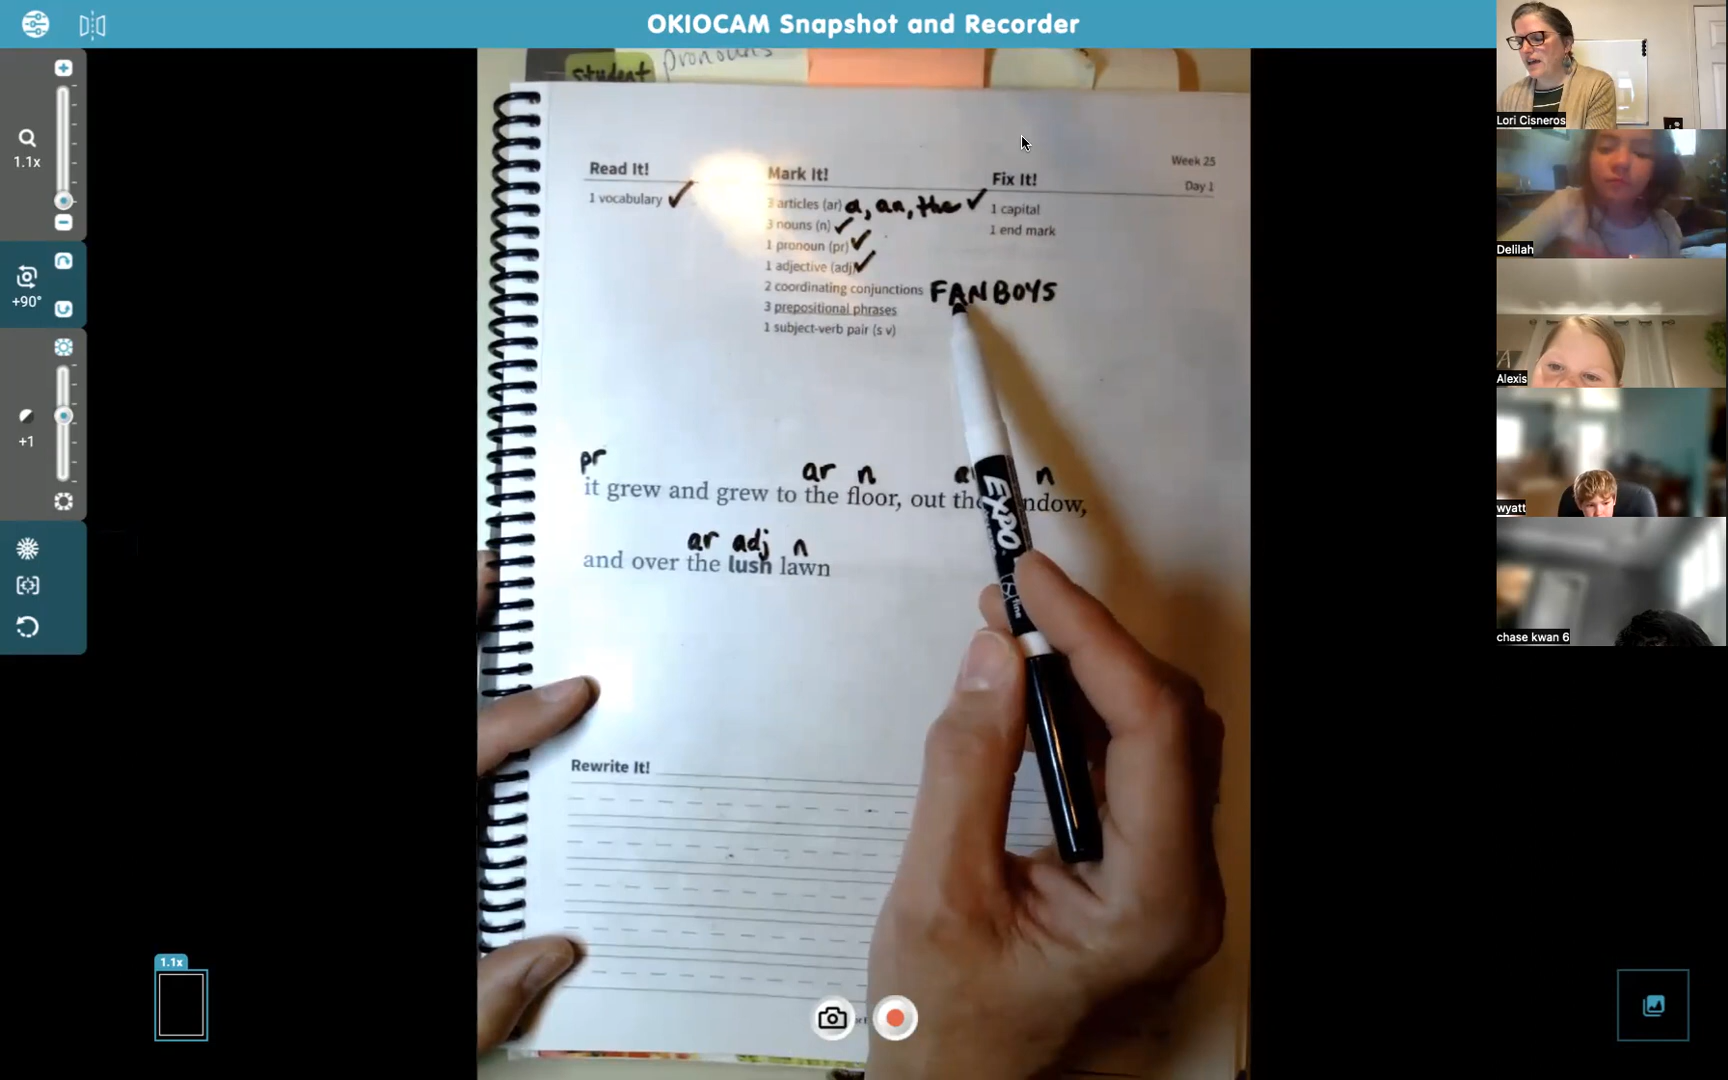 OKIOCAM Snapshot and Recorder
1.1x
+90°
+1
student pronouns
Week 25
Day 1
Read It!
1 vocabulary ✓
Mark It!
3 articles (ar) a, an, the ✓
3 nouns (n) ✓
1 pronoun (pr) ✓
1 adjective (adj) ✓
2 coordinating conjunctions FANBOYS
3 prepositional phrases
1 subject-verb pair (s v)
Fix It!
1 capital
1 end mark
pr ar n n
it grew and grew to the floor, out the
ar adj n
and over the lush lawn
EXPO
fine
Rewrite It!
1.1x
Lori Cisneros
Delilah
Alexis
wyatt
chase kwan 6